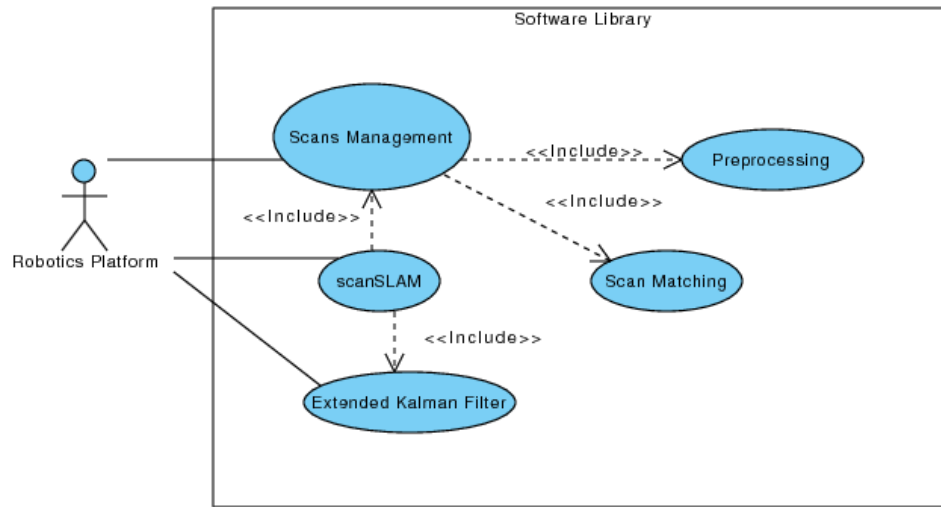 Software Library
Scans Management
<<Include>>
Preprocessing
<<Include>>
<<Include>>
Robotics Platform
scanSLAM
Scan Matching
<<Include>>
Extended Kalman Filter